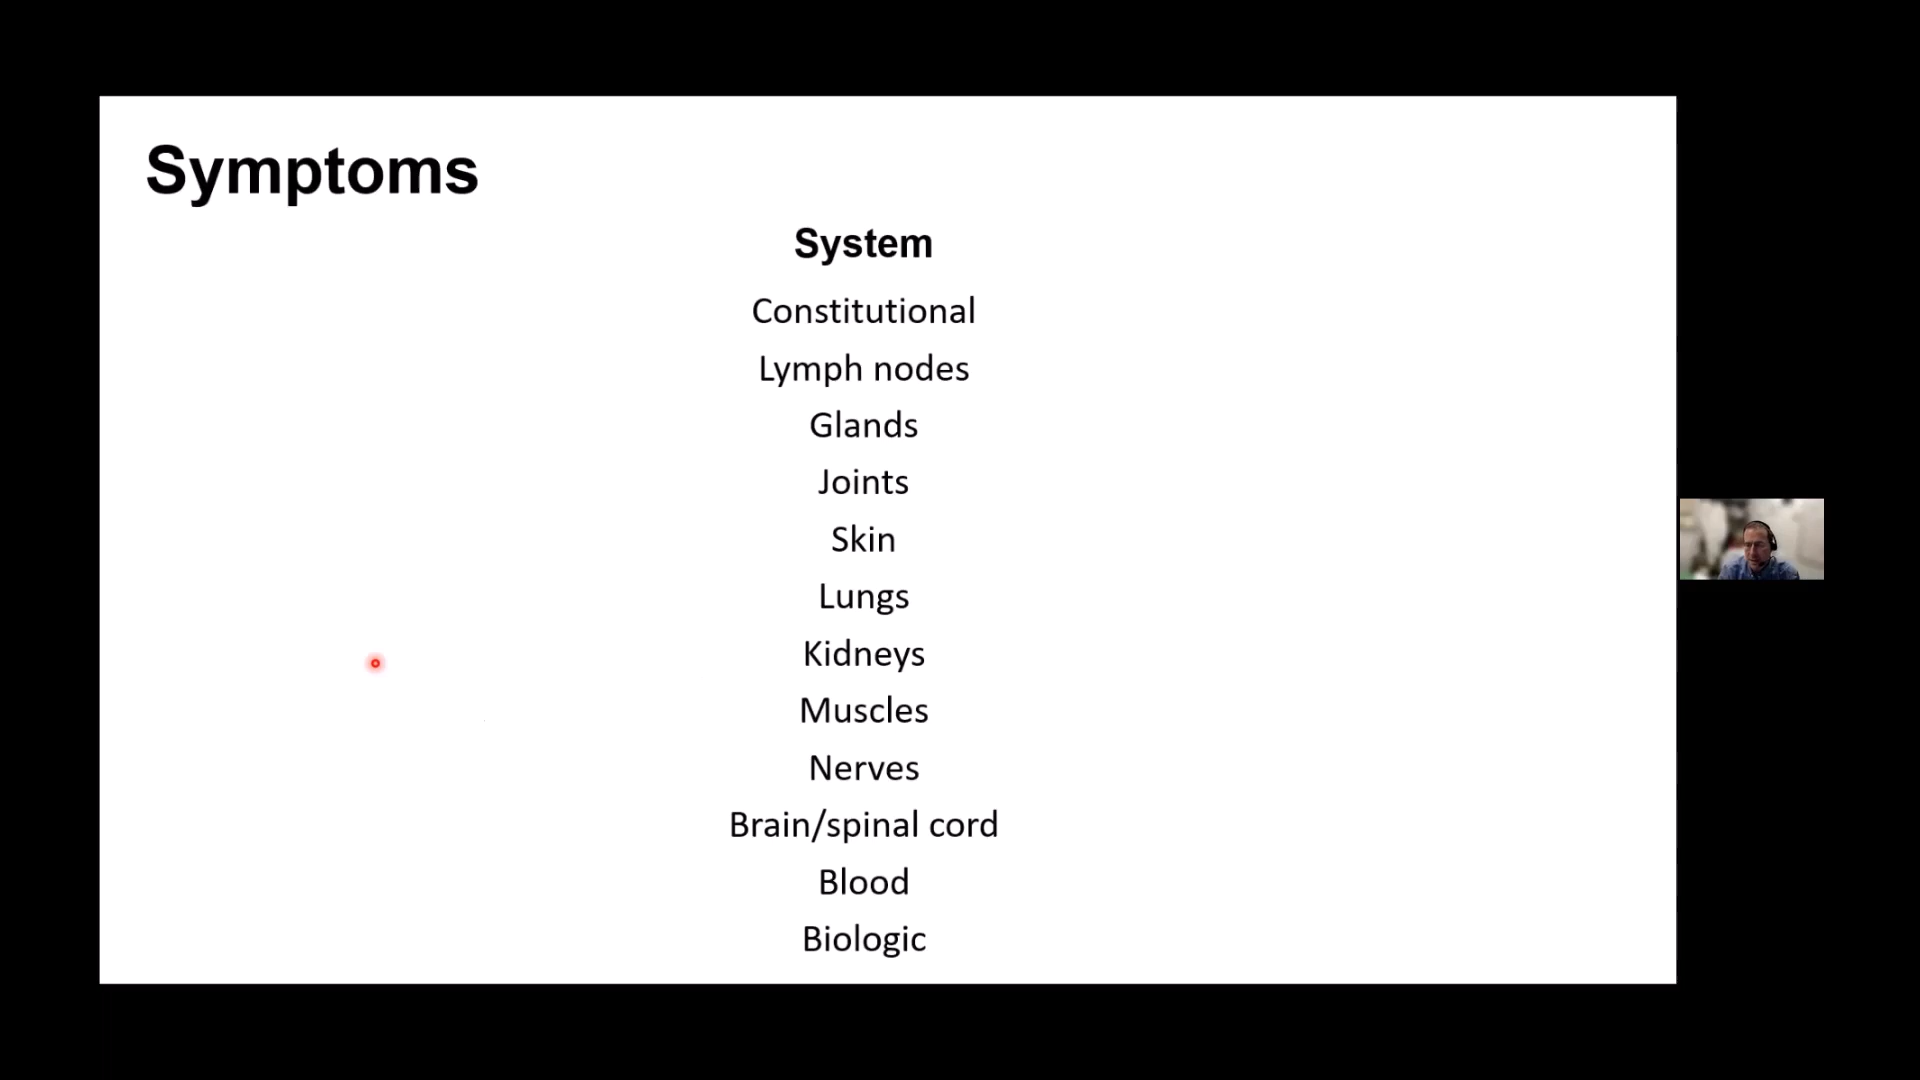 Symptoms
System
Constitutional
Lymph nodes
Glands
Joints
Skin
Lungs
Kidneys
Muscles
Nerves
Brain/spinal cord
Blood
Biologic